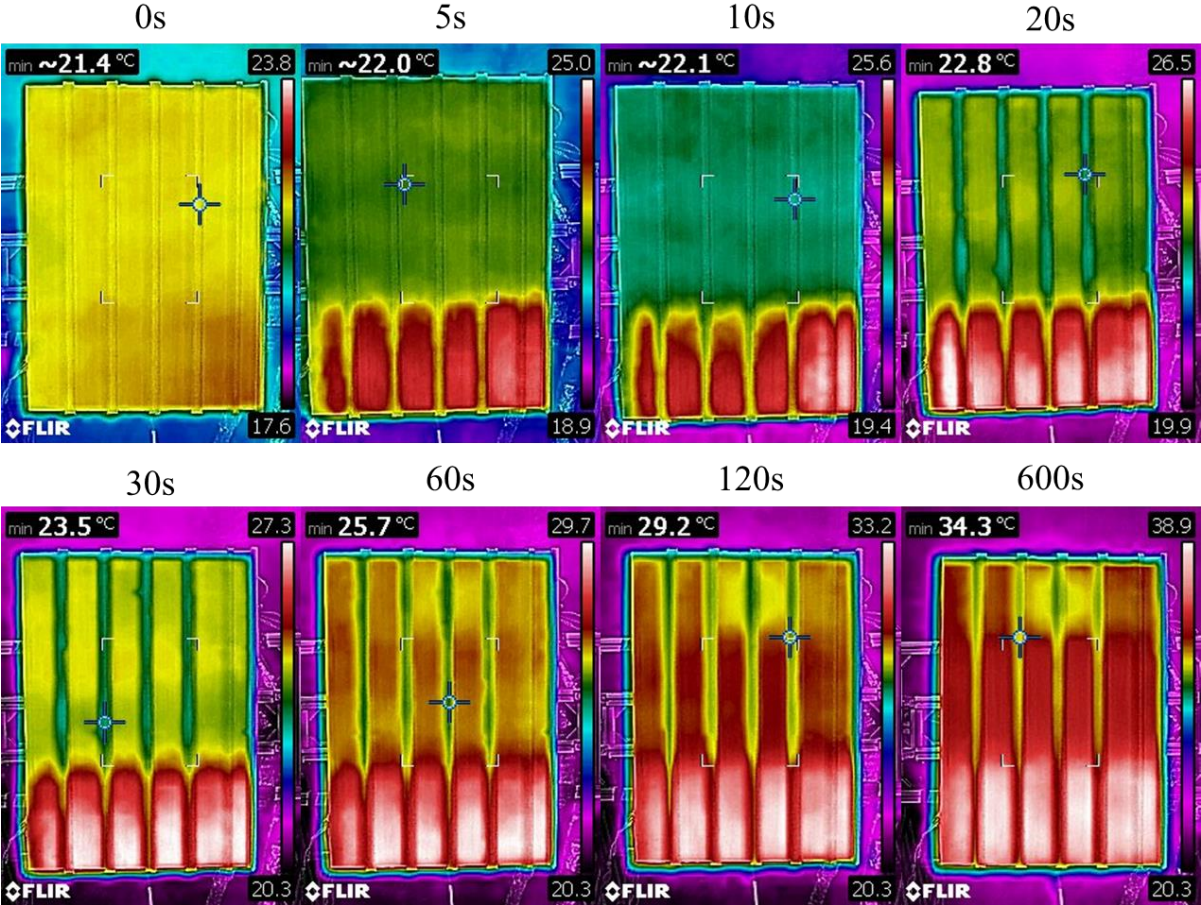 0s 5s 10s 20s
min ~21.4 °C 23.8 min ~22.0 °C 25.0 min ~22.1 °C 25.6 min 22.8 °C 26.5
FLIR 17.6 FLIR 18.9 FLIR 19.4 FLIR 19.9
30s 60s 120s 600s
min 23.5 °C 27.3 min 25.7 °C 29.7 min 29.2 °C 33.2 min 34.3 °C 38.9
FLIR 20.3 FLIR 20.3 FLIR 20.3 FLIR 20.3